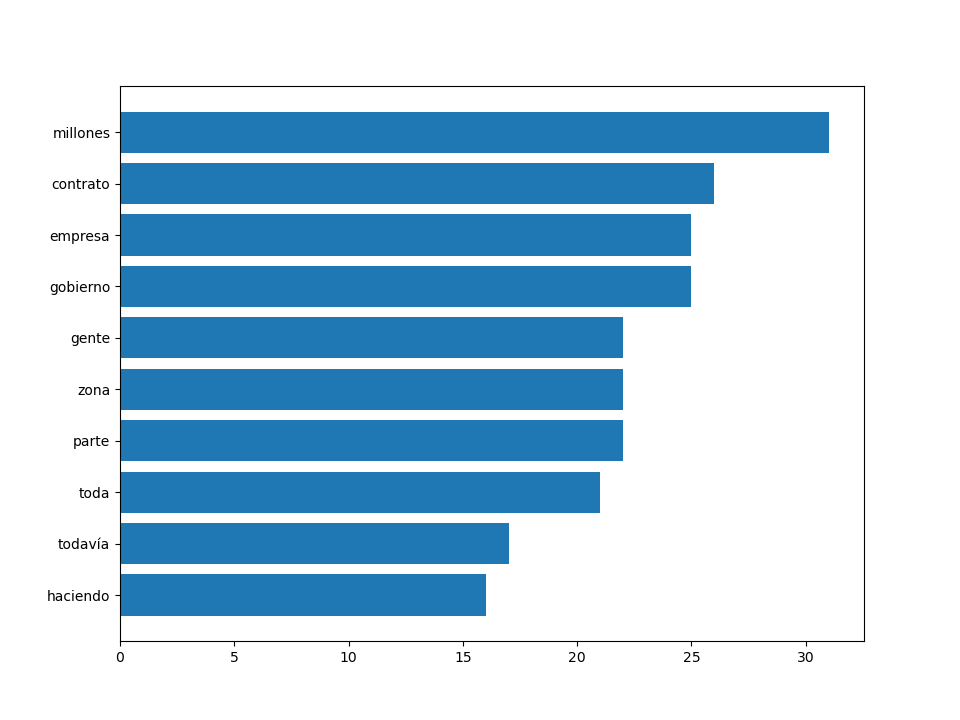 millones
contrato
empresa
gobierno
gente
zona
parte
toda
todavía
haciendo
0 5 10 15 20 25 30